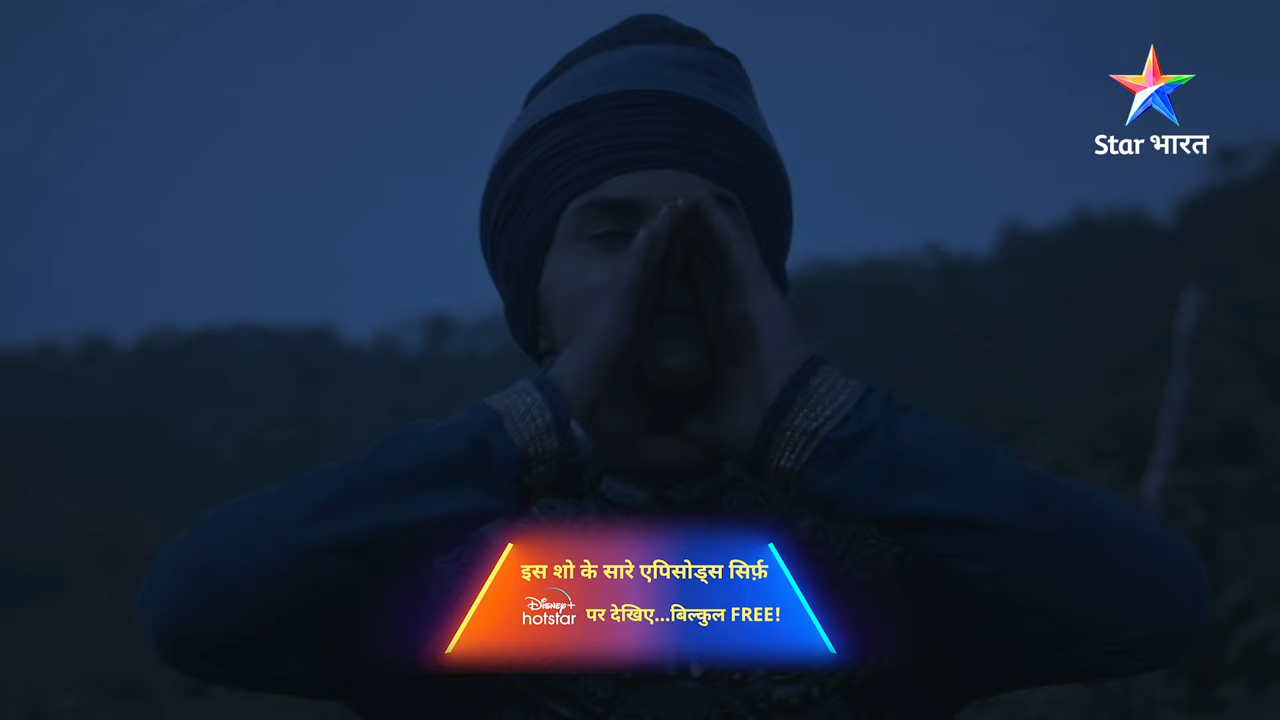 Star भारत
इस शो के सारे एपिसोड्स सिर्फ़
Disney+ hotstar पर देखिए...बिल्कुल FREE!